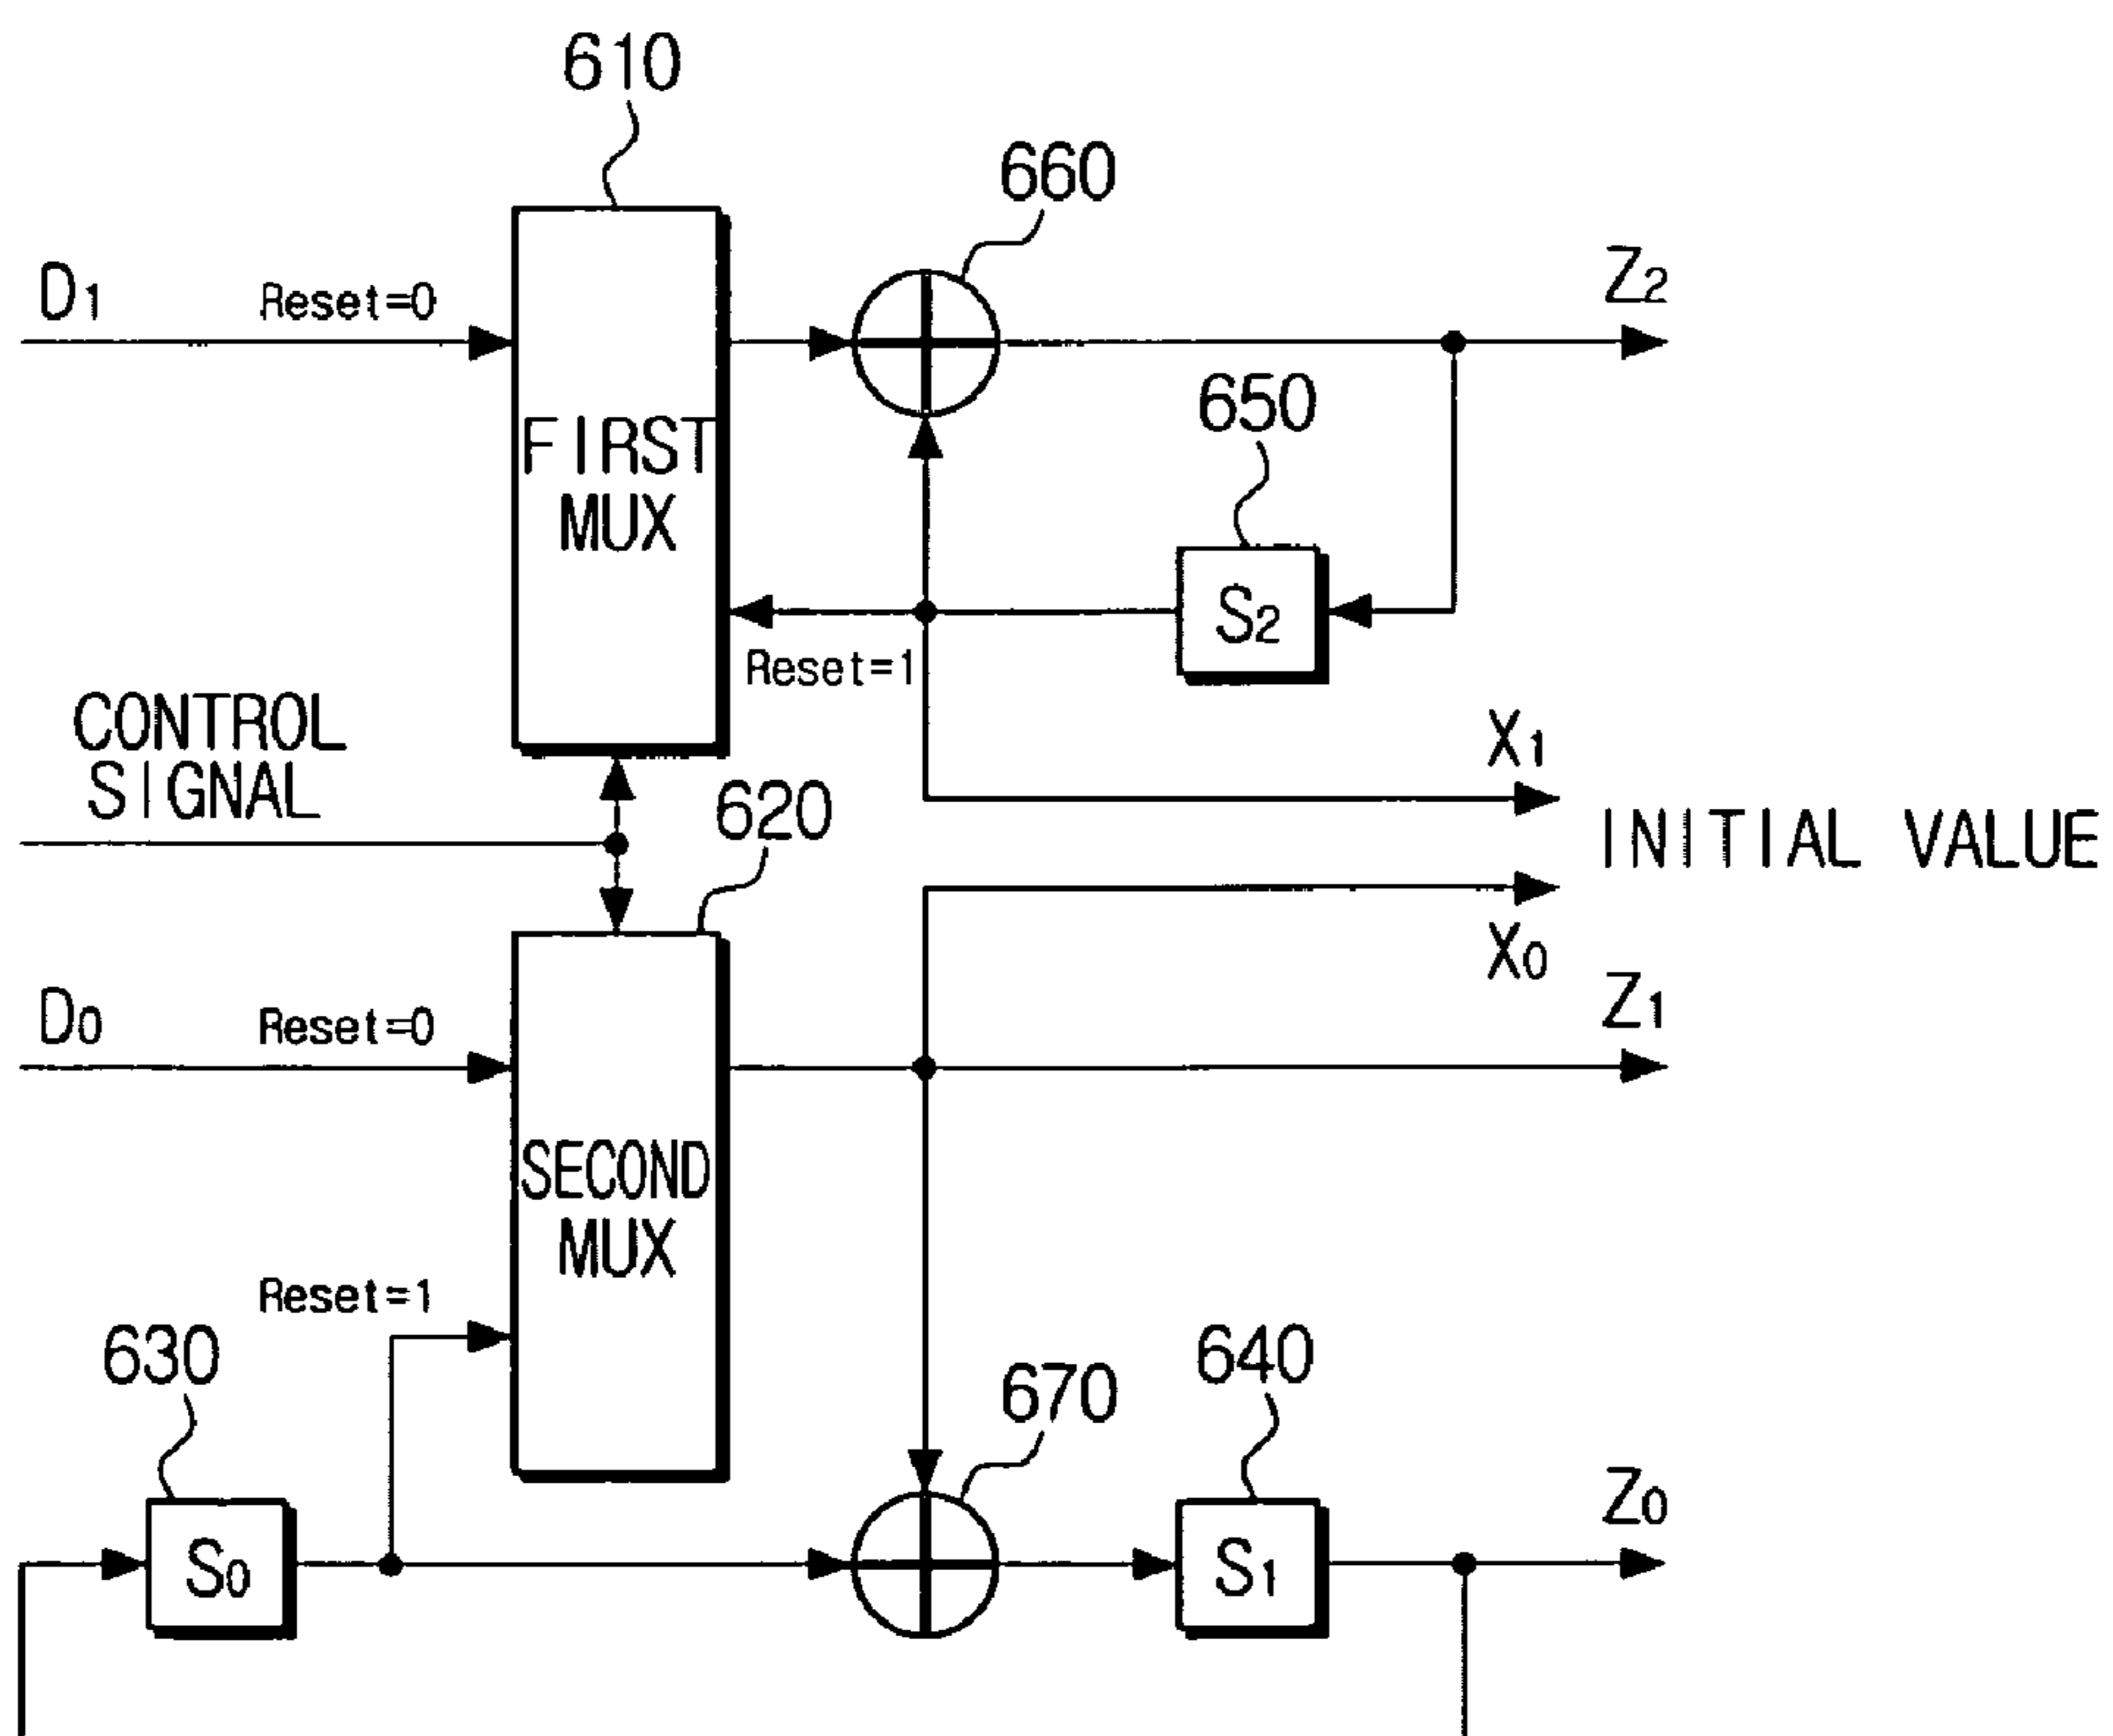 610
660
D1 Reset=0
Z2
650
FIRST
MUX
S2
Reset=1
CONTROL
SIGNAL
X1
620
INITIAL VALUE
X0
D0 Reset=0
Z1
SECOND
MUX
Reset=1
630
670
640
Z0
S0
S1